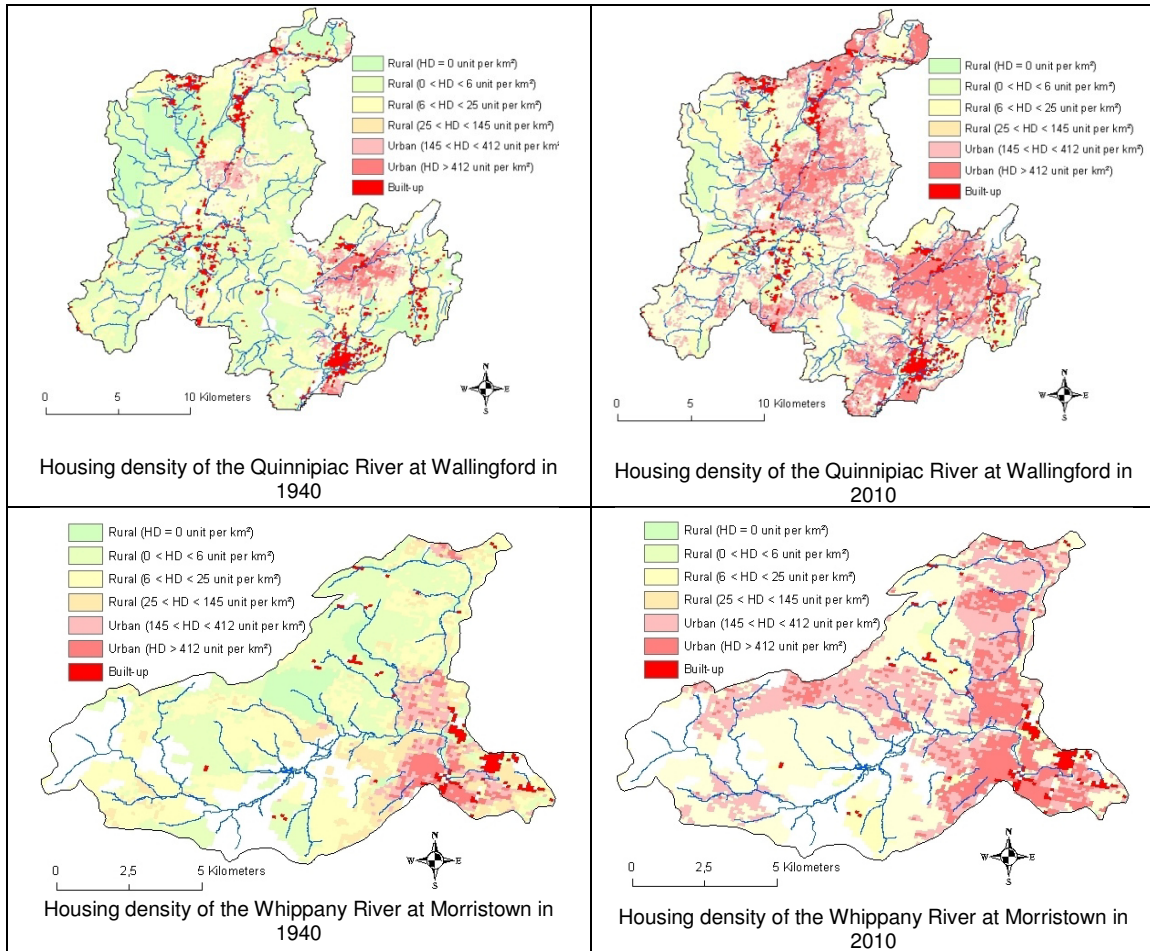 Rural (HD = 0 unit per km²)
Rural (0 < HD < 6 unit per km²)
Rural (6 < HD < 25 unit per km²)
Rural (25 < HD < 145 unit per km²)
Urban (145 < HD < 412 unit per km²
Urban (HD > 412 unit per km²)
Built-up
N
W E
S
0 5 10 Kilometers
Housing density of the Quinnipiac River at Wallingford in
1940
Rural (HD = 0 unit per km²)
Rural (0 < HD < 6 unit per km²)
Rural (6 < HD < 25 unit per km²)
Rural (25 < HD < 145 unit per km²)
Urban (145 < HD < 412 unit per km²)
Urban (HD > 412 unit per km²)
Built-up
N
W E
S
0 5 10 Kilometers
Housing density of the Quinnipiac River at Wallingford in
2010
Rural (HD = 0 unit per km²)
Rural (0 < HD < 6 unit per km²)
Rural (6 < HD < 25 unit per km²)
Rural (25 < HD < 145 unit per km²)
Urban (145 < HD < 412 unit per km²)
Urban (HD > 412 unit per km²)
Built-up
N
W E
S
0 2,5 5 Kilometers
Housing density of the Whippany River at Morristown in
1940
Rural (HD = 0 unit per km²)
Rural (0 < HD < 6 unit per km²)
Rural (6 < HD < 25 unit per km²)
Rural (25 < HD < 145 unit per km²)
Urban (145 < HD < 412 unit per km²)
Urban (HD > 412 unit per km²)
Built-up
N
W E
S
0 2,5 5 Kilometers
Housing density of the Whippany River at Morristown in
2010